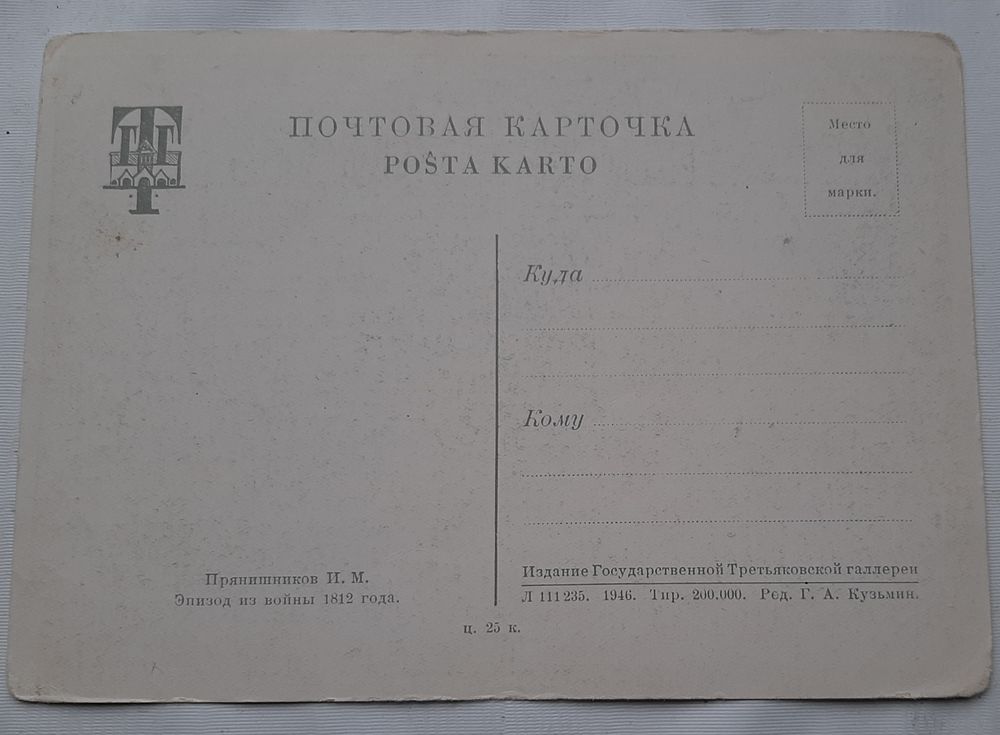 ПОЧТОВАЯ КАРТОЧКА
POŜTA KARTO
Место
для
марки.
Куда
Кому
Прянишников И. М.
Эпизод из войны 1812 года.
Издание Государственной Третьяковской галлереи
Л 111235. 1946. Тир. 200.000. Ред. Г. А. Кузьмин.
ц. 25 к.